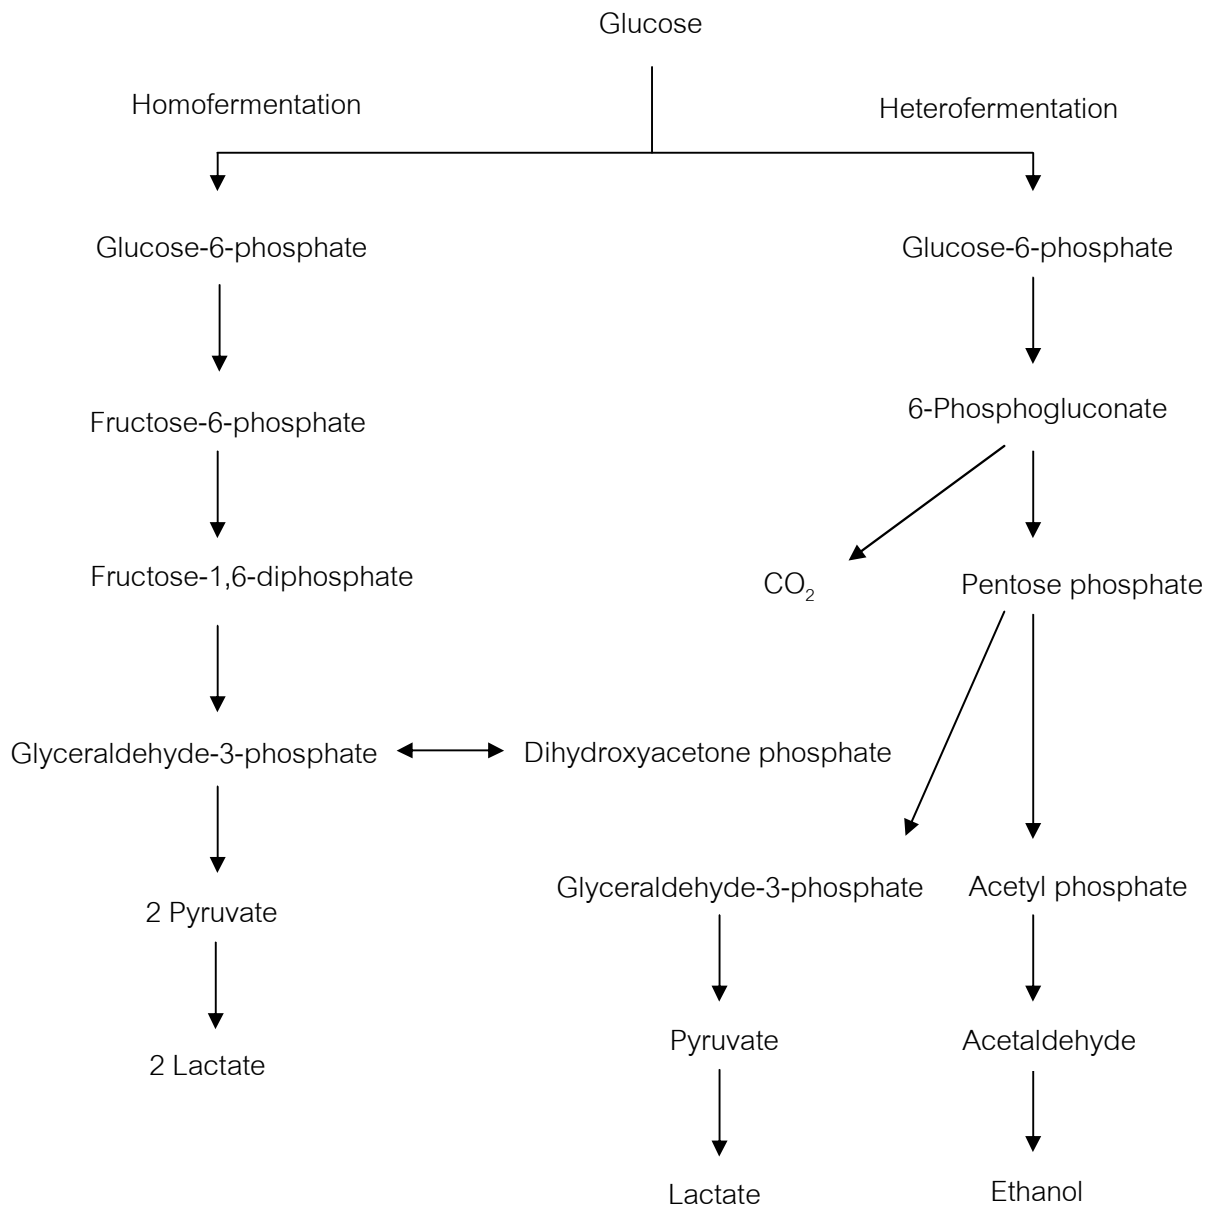 Glucose
Homofermentation
Heterofermentation
Glucose-6-phosphate
Glucose-6-phosphate
Fructose-6-phosphate
6-Phosphogluconate
Fructose-1,6-diphosphate
CO₂
Pentose phosphate
Glyceraldehyde-3-phosphate
Dihydroxyacetone phosphate
Glyceraldehyde-3-phosphate
Acetyl phosphate
2 Pyruvate
Pyruvate
Acetaldehyde
2 Lactate
Lactate
Ethanol